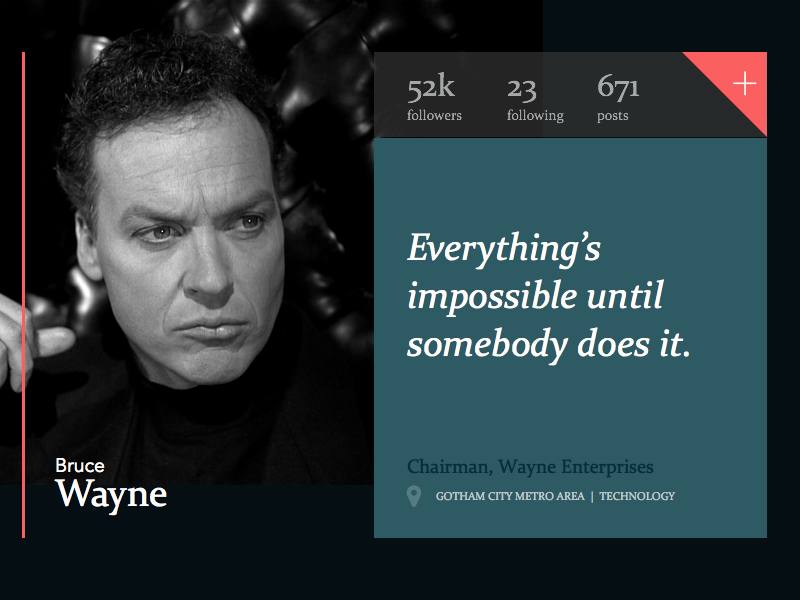 52k 23 671
followers following posts
Everything's
impossible until
somebody does it.
Chairman, Wayne Enterprises
GOTHAM CITY METRO AREA | TECHNOLOGY
Bruce
Wayne